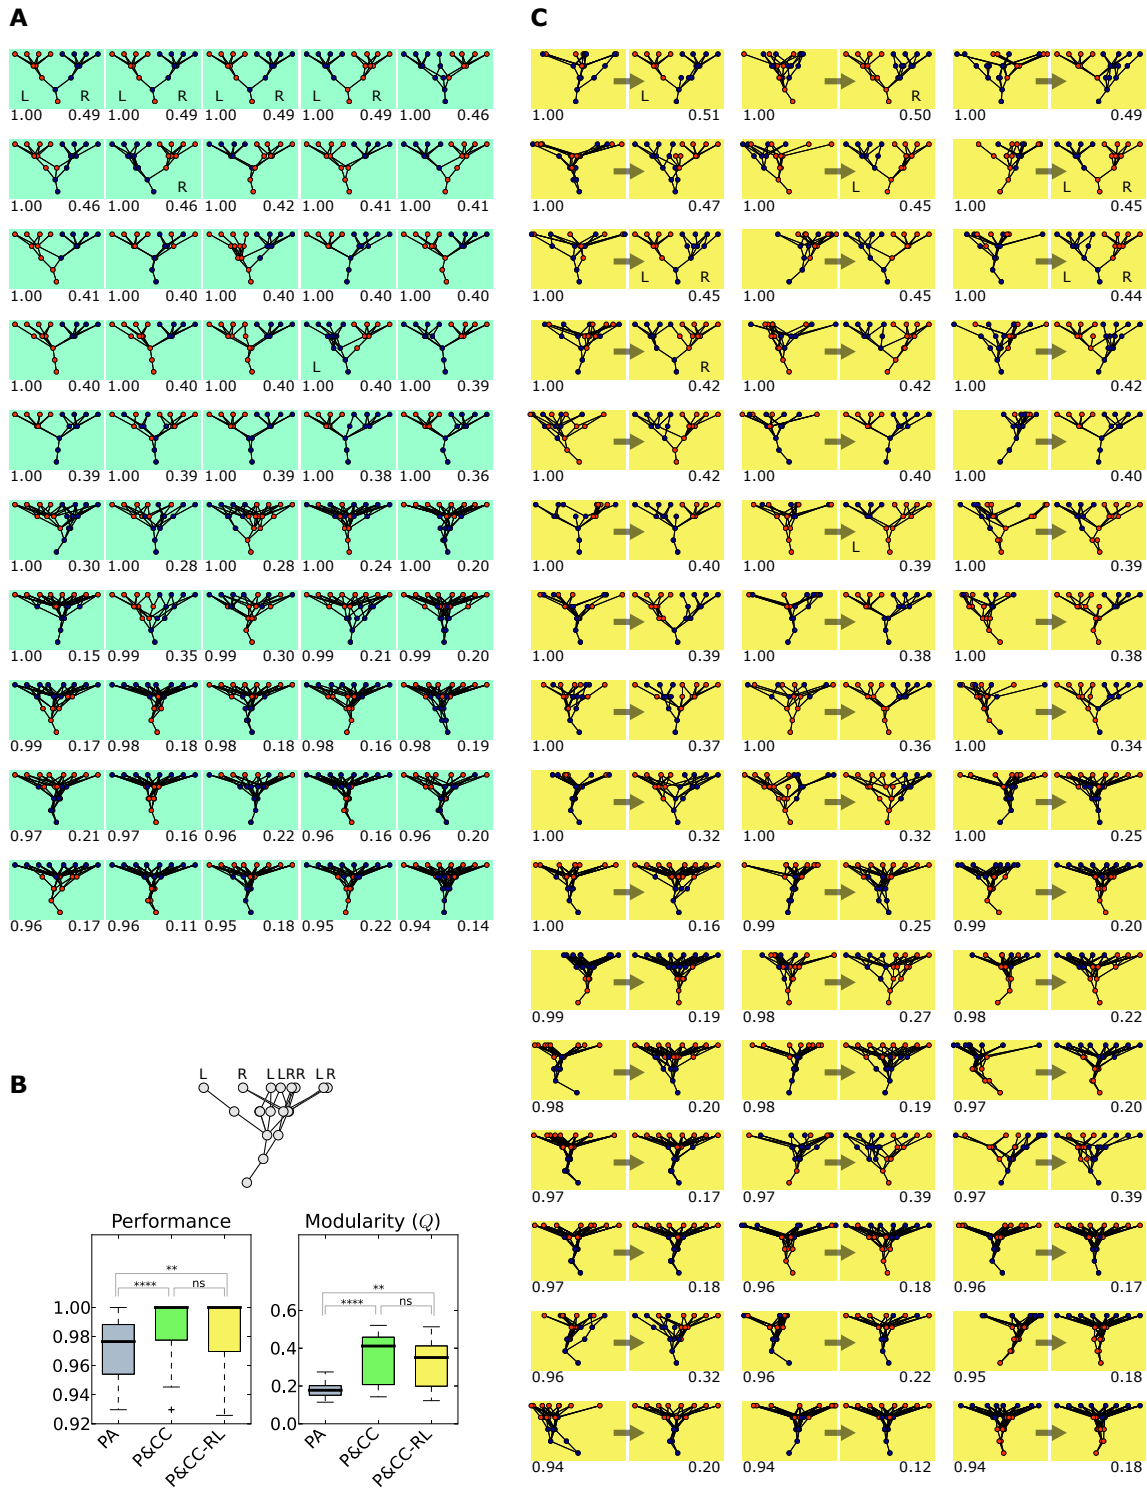 A
L R L R L R L R
1.00 0.49 1.00 0.49 1.00 0.49 1.00 0.49 1.00 0.46
R
1.00 0.46 1.00 0.46 1.00 0.42 1.00 0.41 1.00 0.41
1.00 0.41 1.00 0.40 1.00 0.40 1.00 0.40 1.00 0.40
L
1.00 0.40 1.00 0.40 1.00 0.40 1.00 0.40 1.00 0.39
1.00 0.39 1.00 0.39 1.00 0.39 1.00 0.38 1.00 0.36
1.00 0.30 1.00 0.28 1.00 0.28 1.00 0.24 1.00 0.20
1.00 0.15 0.99 0.35 0.99 0.30 0.99 0.21 0.99 0.20
0.99 0.17 0.98 0.18 0.98 0.18 0.98 0.16 0.98 0.19
0.97 0.21 0.97 0.16 0.96 0.22 0.96 0.16 0.96 0.20
0.96 0.17 0.96 0.11 0.95 0.18 0.95 0.22 0.94 0.14
B
L R L L R R L R
Performance
**
**** ns
1.00
0.98
0.96
0.94
0.92
PA P&CC P&CC-RL
Modularity (Q)
**
**** ns
0.6
0.4
0.2
0.0
PA P&CC P&CC-RL
C
L R
1.00 0.51 1.00 0.50 1.00 0.49
L L R
1.00 0.47 1.00 0.45 1.00 0.45
L R L R
1.00 0.45 1.00 0.45 1.00 0.44
R
1.00 0.42 1.00 0.42 1.00 0.42
1.00 0.42 1.00 0.40 1.00 0.40
L
1.00 0.40 1.00 0.39 1.00 0.39
1.00 0.39 1.00 0.38 1.00 0.38
1.00 0.37 1.00 0.36 1.00 0.34
1.00 0.32 1.00 0.32 1.00 0.25
1.00 0.16 0.99 0.25 0.99 0.20
0.99 0.19 0.98 0.27 0.98 0.22
0.98 0.20 0.98 0.19 0.97 0.20
0.97 0.17 0.97 0.39 0.97 0.39
0.97 0.18 0.96 0.18 0.96 0.17
0.96 0.32 0.96 0.22 0.95 0.18
0.94 0.20 0.94 0.12 0.94 0.18